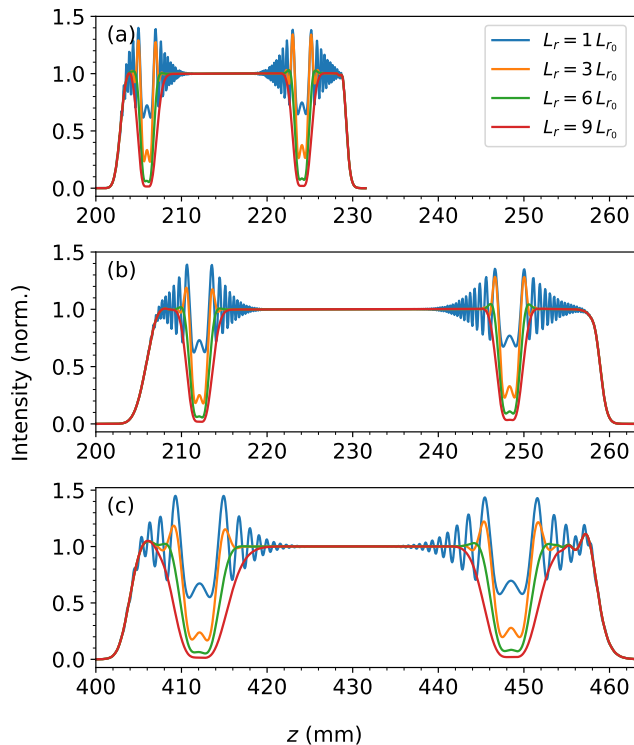 (a)
1.5
1.0
0.5
0.0
200 210 220 230 240 250 260
L_r = 1 L_{r_0}
L_r = 3 L_{r_0}
L_r = 6 L_{r_0}
L_r = 9 L_{r_0}
(b)
1.5
1.0
0.5
0.0
200 210 220 230 240 250 260
Intensity (norm.)
(c)
1.5
1.0
0.5
0.0
400 410 420 430 440 450 460
z (mm)